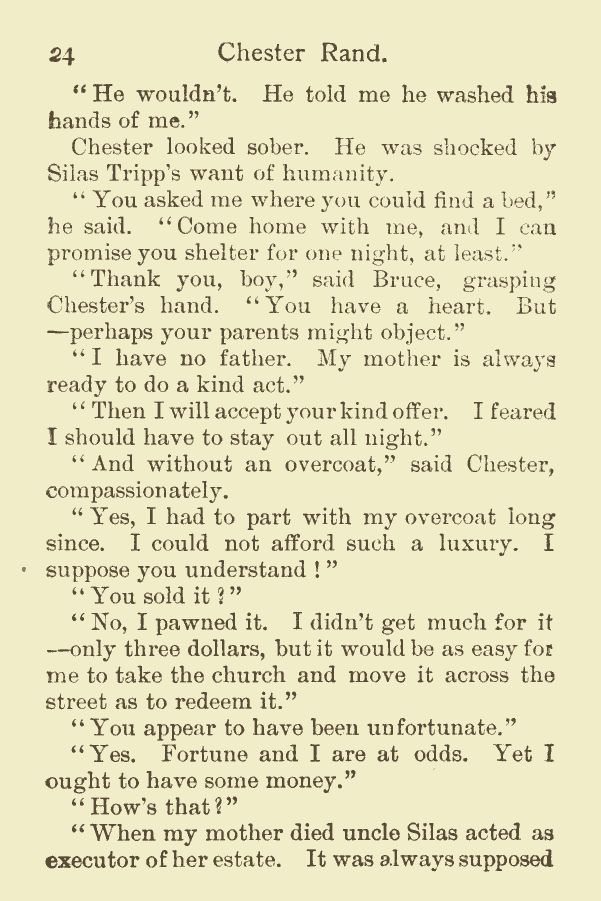 24 Chester Rand.
“He wouldn’t. He told me he washed his
hands of me.”
Chester looked sober. He was shocked by
Silas Tripp’s want of humanity.
“You asked me where you could find a bed,”
he said. “Come home with me, and I can
promise you shelter for one night, at least.”
“Thank you, boy,” said Bruce, grasping
Chester’s hand. “You have a heart. But
—perhaps your parents might object.”
“I have no father. My mother is always
ready to do a kind act.”
“Then I will accept your kind offer. I feared
I should have to stay out all night.”
“And without an overcoat,” said Chester,
compassionately.
“Yes, I had to part with my overcoat long
since. I could not afford such a luxury. I
suppose you understand!”
“You sold it?”
“No, I pawned it. I didn’t get much for it
—only three dollars, but it would be as easy for
me to take the church and move it across the
street as to redeem it.”
“You appear to have been unfortunate.”
“Yes. Fortune and I are at odds. Yet I
ought to have some money.”
“How’s that?”
“When my mother died uncle Silas acted as
executor of her estate. It was always supposed